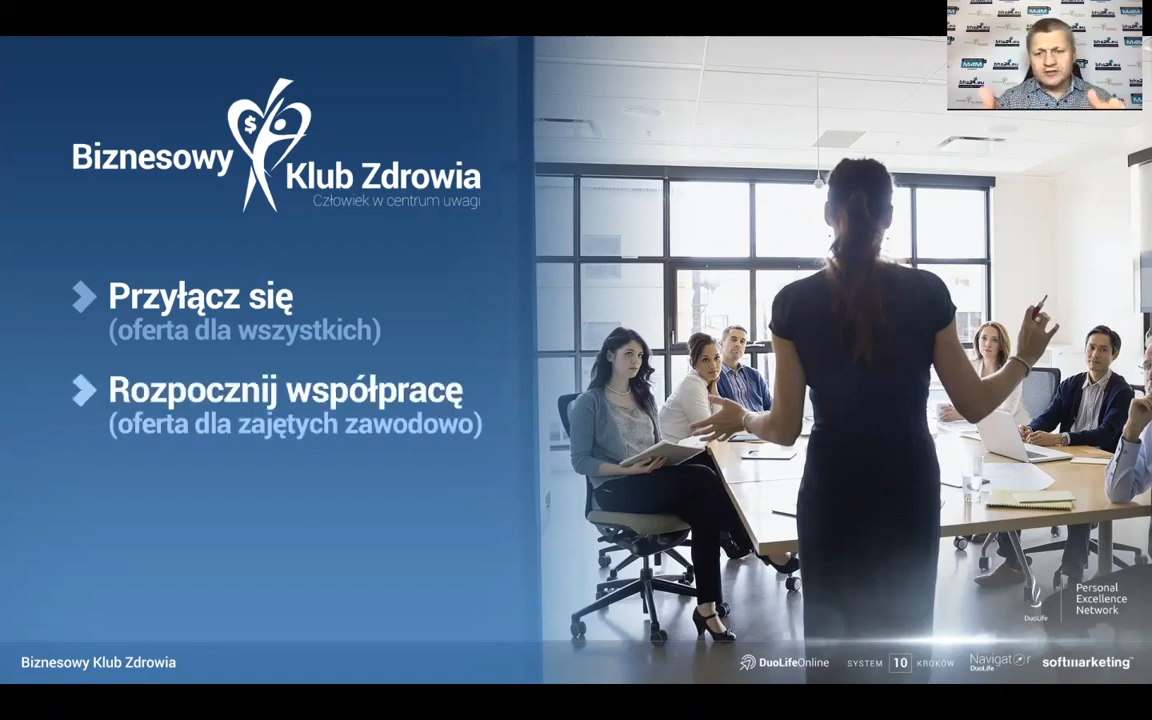 Biznesowy
Klub Zdrowia
Człowiek w centrum uwagi
Przyłącz się
(oferta dla wszystkich)
Rozpocznij współpracę
(oferta dla zajętych zawodowo)
DuoLife
Personal
Excellence
Network
Biznesowy Klub Zdrowia
DuoLifeOnline
SYSTEM 10 KROKÓW
Navigator
DuoLife
softmarketing™